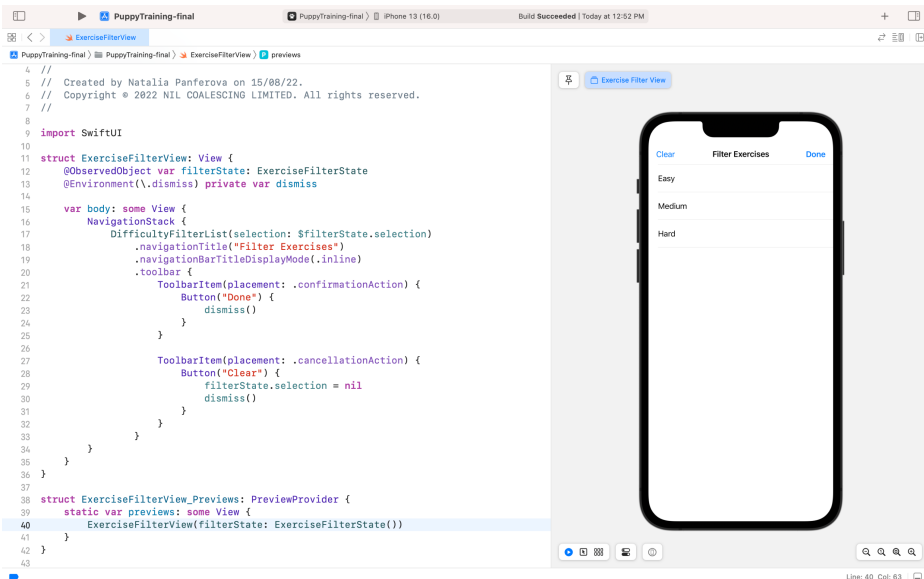 PuppyTraining-final
PuppyTraining-final 〉 iPhone 13 (16.0)
Build Succeeded | Today at 12:52 PM
ExerciseFilterView
PuppyTraining-final 〉 PuppyTraining-final 〉 ExerciseFilterView 〉 P previews
4 //
5 //  Created by Natalia Panferova on 15/08/22.
6 //  Copyright © 2022 NIL COALESCING LIMITED. All rights reserved.
7 //
8
9 import SwiftUI
10
11 struct ExerciseFilterView: View {
12     @ObservedObject var filterState: ExerciseFilterState
13     @Environment(\.dismiss) private var dismiss
14
15     var body: some View {
16         NavigationStack {
17             DifficultyFilterList(selection: $filterState.selection)
18                 .navigationTitle("Filter Exercises")
19                 .navigationBarTitleDisplayMode(.inline)
20                 .toolbar {
21                     ToolbarItem(placement: .confirmationAction) {
22                         Button("Done") {
23                             dismiss()
24                         }
25                     }
26
27                     ToolbarItem(placement: .cancellationAction) {
28                         Button("Clear") {
29                             filterState.selection = nil
30                             dismiss()
31                         }
32                     }
33                 }
34         }
35     }
36 }
37
38 struct ExerciseFilterView_Previews: PreviewProvider {
39     static var previews: some View {
40         ExerciseFilterView(filterState: ExerciseFilterState())
41     }
42 }
43
Exercise Filter View
Clear Filter Exercises Done
Easy
Medium
Hard
Line: 40 Col: 63